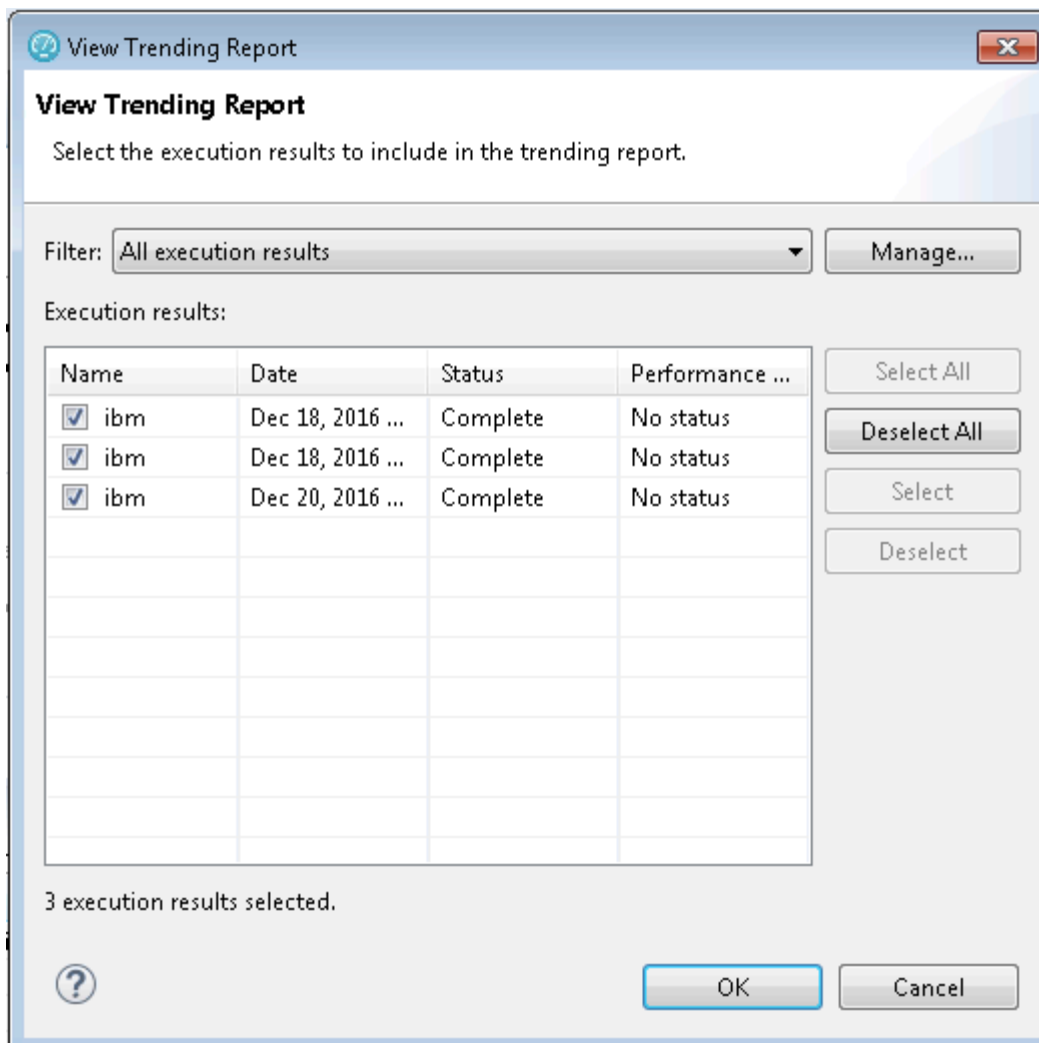 View Trending Report
View Trending Report
Select the execution results to include in the trending report.
Filter: All execution results Manage...
Execution results:
Name Date Status Performance ... Select All
ibm Dec 18, 2016 ... Complete No status Deselect All
ibm Dec 18, 2016 ... Complete No status
ibm Dec 20, 2016 ... Complete No status Select
Deselect
3 execution results selected.
? OK Cancel